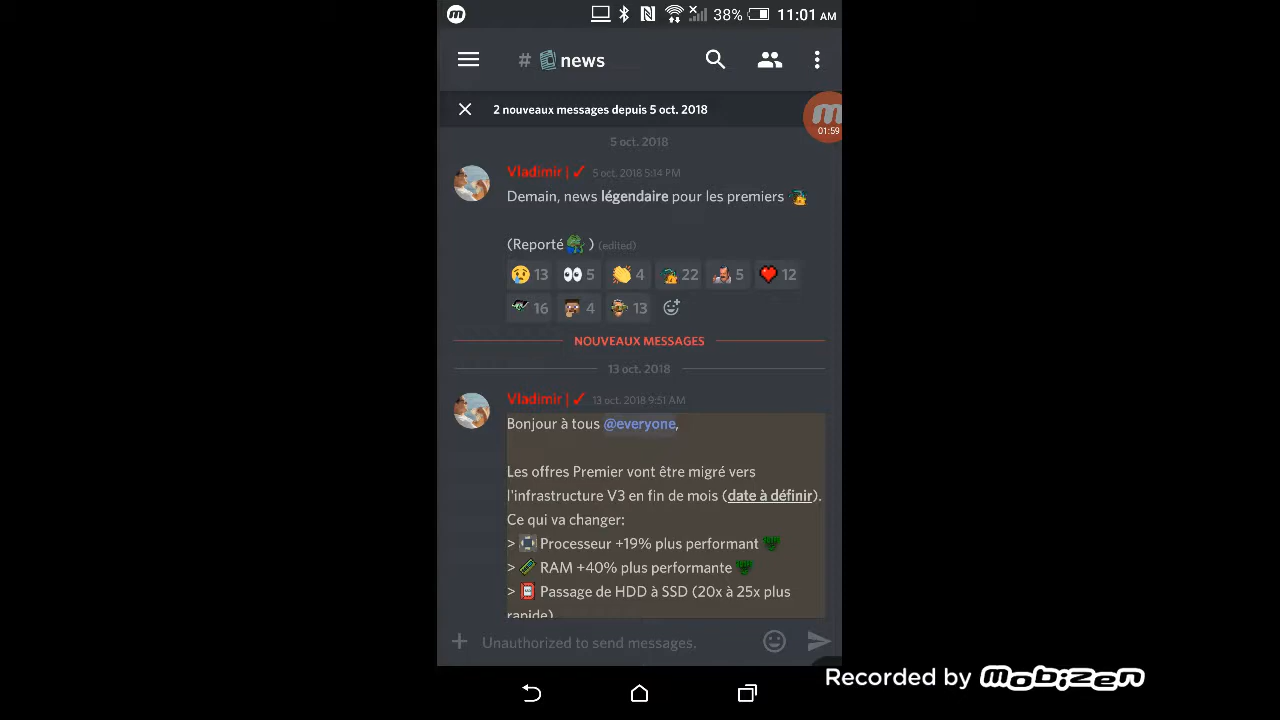 38% 11:01 AM
# news
2 nouveaux messages depuis 5 oct. 2018
01:59
5 oct. 2018
Vladimir | ✓ 5 oct. 2018 5:14 PM
Demain, news légendaire pour les premiers
(Reporté ) (edited)
13 5 4 22 5 12
16 4 13
NOUVEAUX MESSAGES
13 oct. 2018
Vladimir | ✓ 13 oct. 2018 9:51 AM
Bonjour à tous @everyone,
Les offres Premier vont être migré vers
l'infrastructure V3 en fin de mois (date à définir).
Ce qui va changer:
> Processeur +19% plus performant
> RAM +40% plus performante
> Passage de HDD à SSD (20x à 25x plus
rapide)
Unauthorized to send messages.
Recorded by mobizen